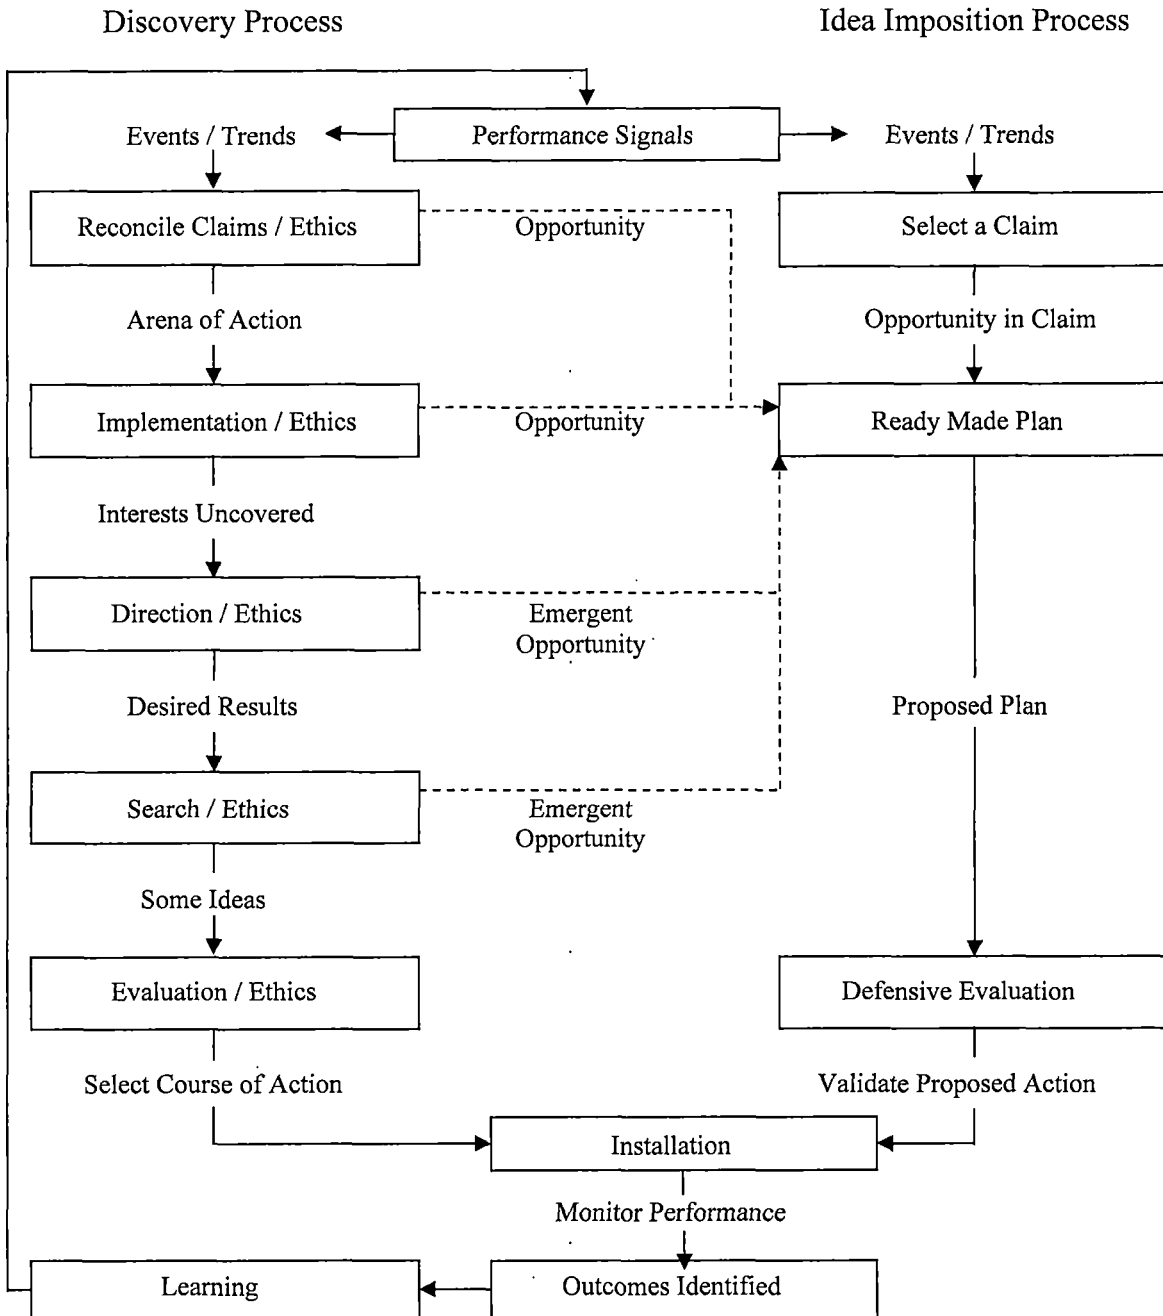 Discovery Process
Idea Imposition Process
Performance Signals
Events / Trends
Events / Trends
Reconcile Claims / Ethics
Opportunity
Select a Claim
Arena of Action
Opportunity in Claim
Implementation / Ethics
Opportunity
Ready Made Plan
Interests Uncovered
Direction / Ethics
Emergent
Opportunity
Desired Results
Proposed Plan
Search / Ethics
Emergent
Opportunity
Some Ideas
Evaluation / Ethics
Defensive Evaluation
Select Course of Action
Validate Proposed Action
Installation
Monitor Performance
Learning
Outcomes Identified